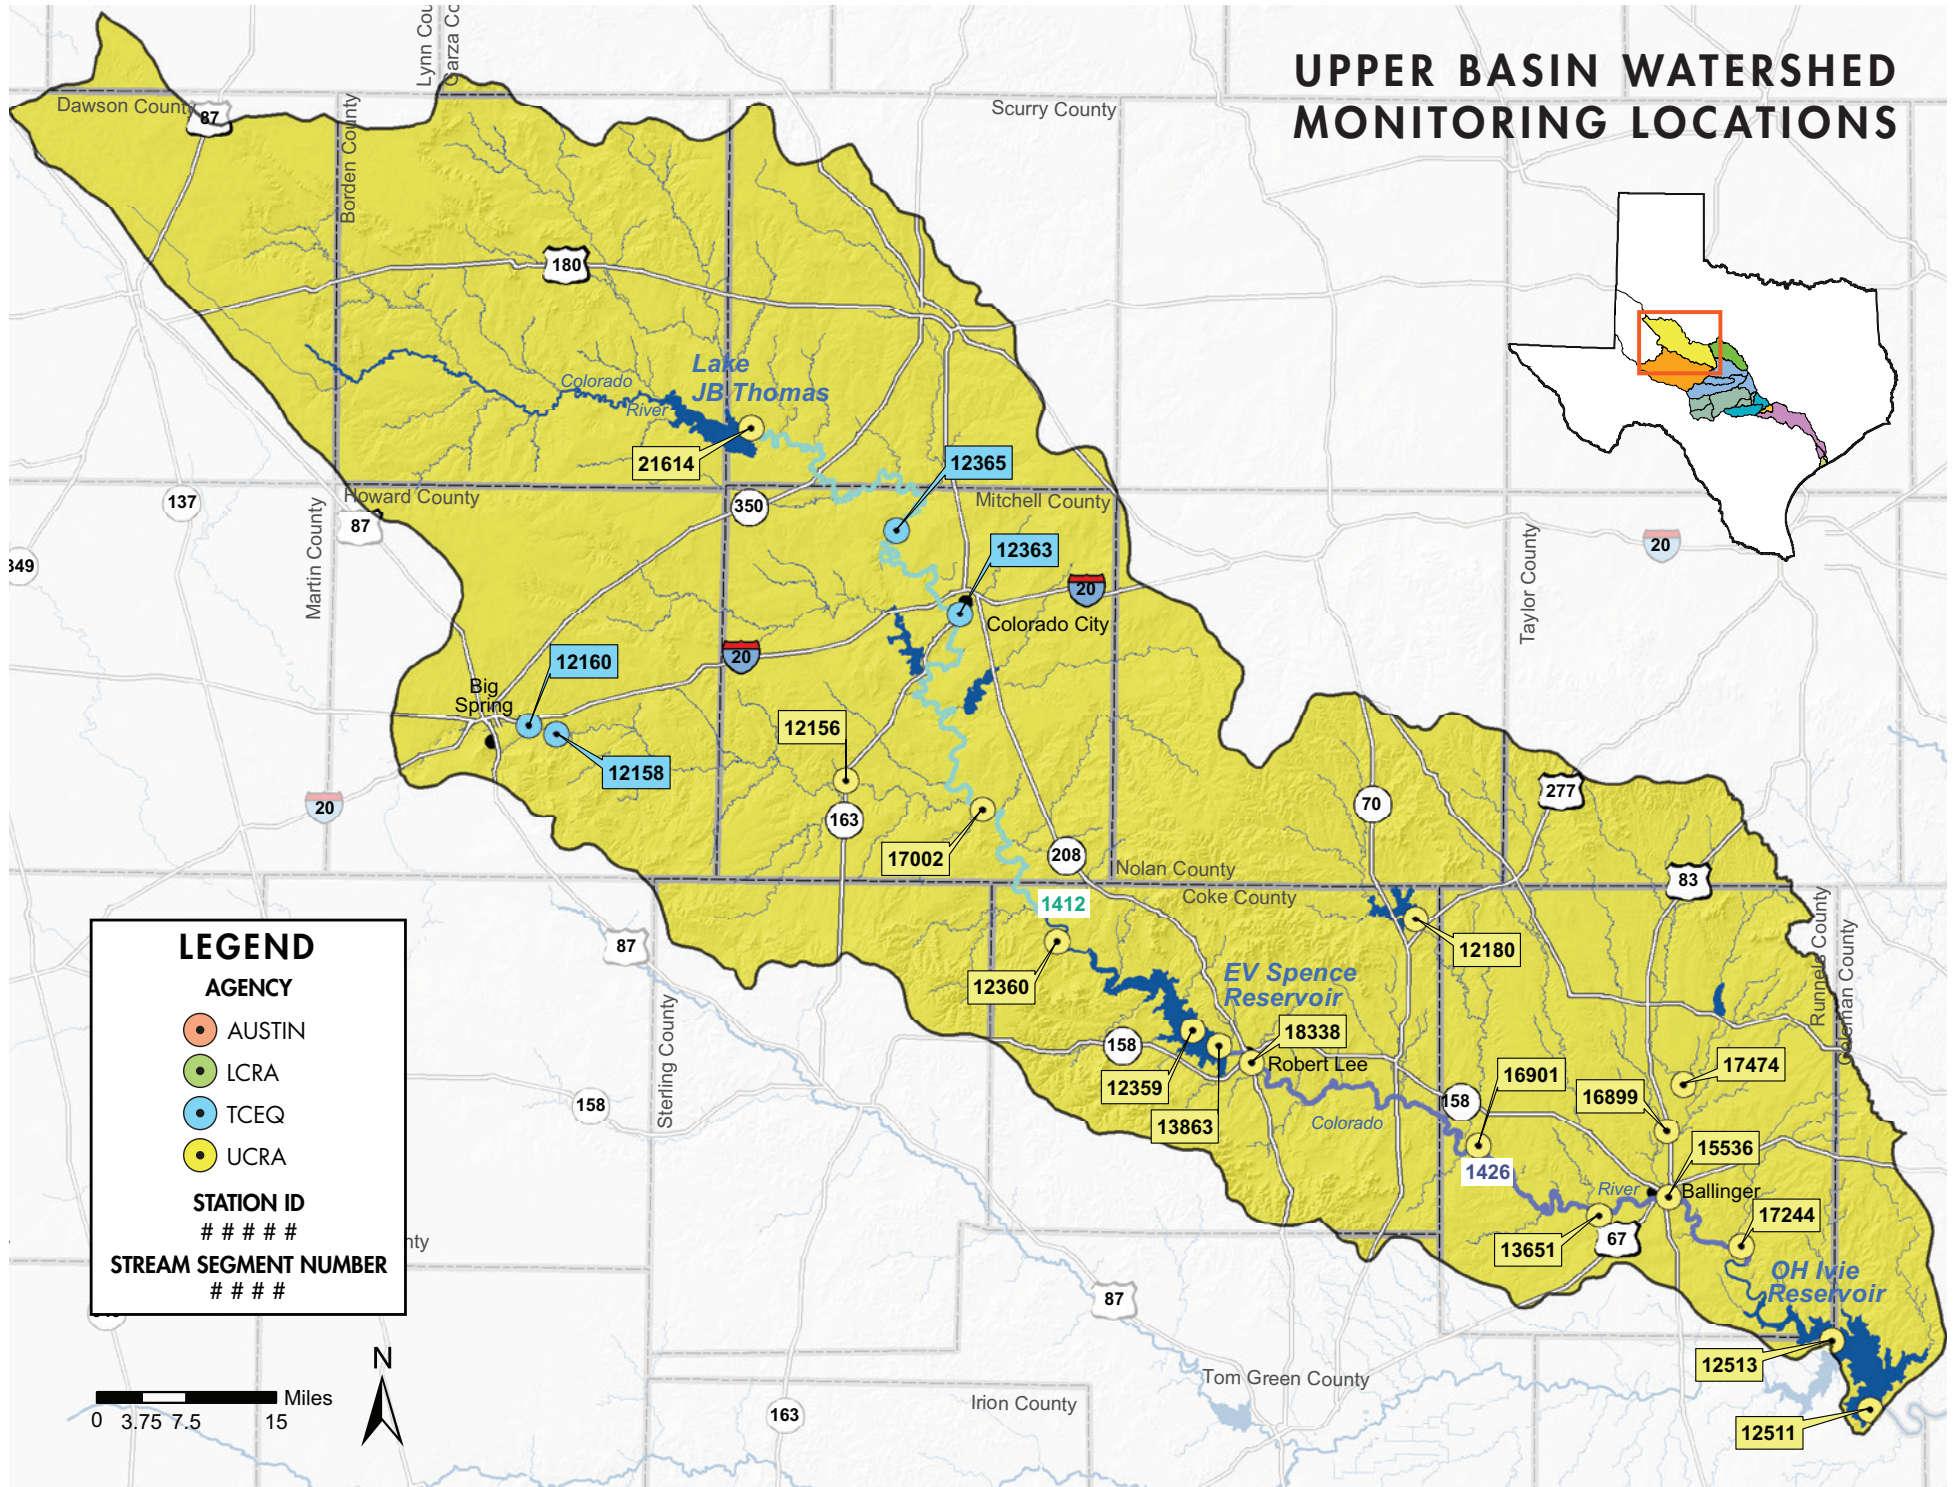 UPPER BASIN WATERSHED
MONITORING LOCATIONS
Lynn Cou
Garza Co
Dawson County
87
Borden County
Scurry County
180
Lake
JB Thomas
Colorado
River
21614
12365
137
Howard County
87
350
Mitchell County
Martin County
349
12363
20
Colorado City
Taylor County
20
12160
20
Big
Spring
12156
12158
277
20
163
70
17002
208
Nolan County
83
1412
Coke County
Runnels County
Coleman County
87
12180
12360
EV Spence
Reservoir
Sterling County
158
18338
Robert Lee
12359
13863
158
158
16901
17474
16899
Colorado
15536
1426
River
Ballinger
17244
13651
67
OH Ivie
Reservoir
87
12513
12511
Tom Green County
Irion County
163
LEGEND
AGENCY
AUSTIN
LCRA
TCEQ
UCRA
STATION ID
# # # # #
STREAM SEGMENT NUMBER
# # # #
nty
N
Miles
0 3.75 7.5 15